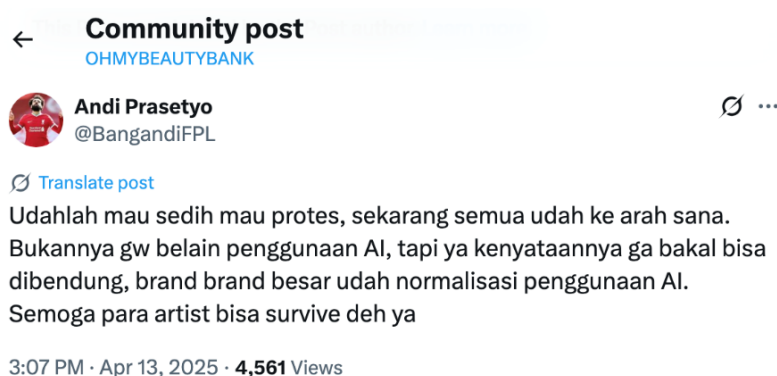 Community post
OHMYBEAUTYBANK
Andi Prasetyo
@BangandiFPL
Translate post
Udahlah mau sedih mau protes, sekarang semua udah ke arah sana.
Bukannya gw belain penggunaan AI, tapi ya kenyataannya ga bakal bisa
dibendung, brand brand besar udah normalisasi penggunaan AI.
Semoga para artist bisa survive deh ya
3:07 PM · Apr 13, 2025 · 4,561 Views